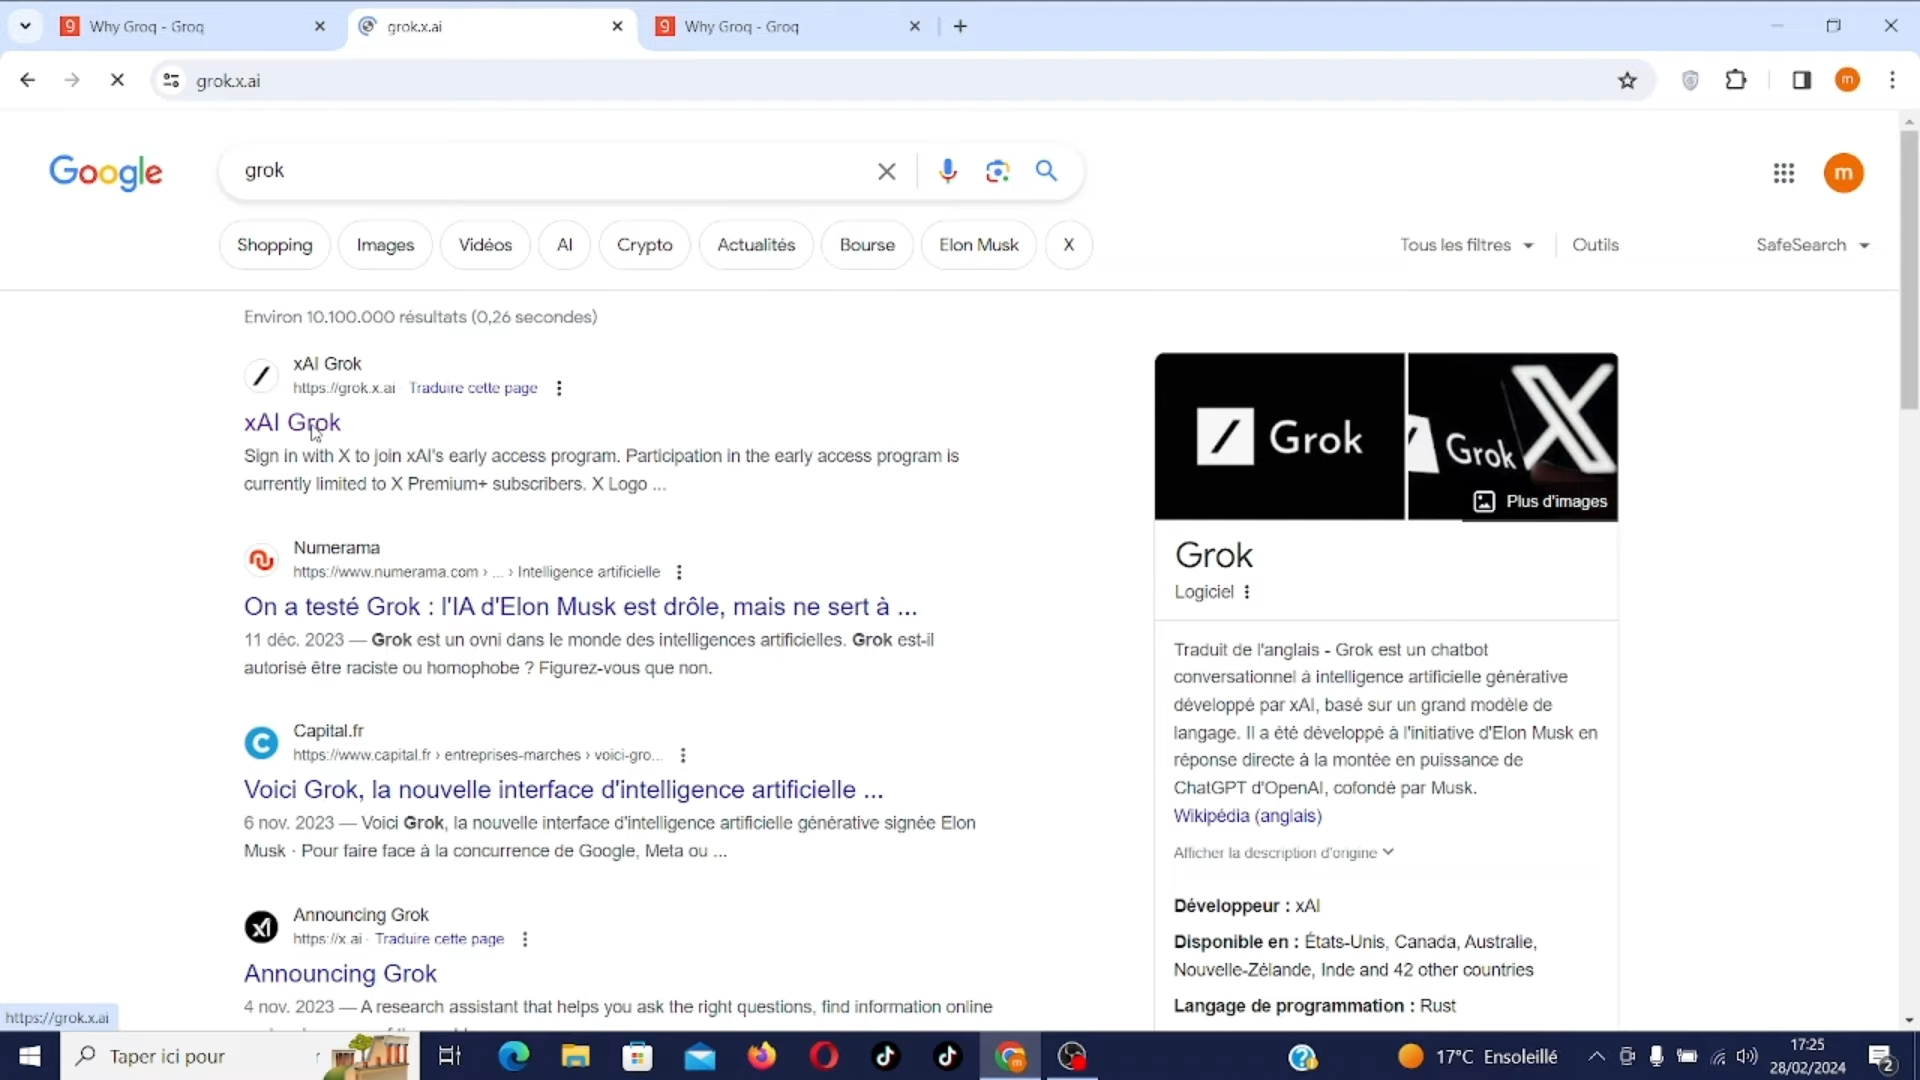 Why Groq - Groq
grok.x.ai
Why Groq - Groq
grok.x.ai
m
Google
grok
m
Shopping
Images
Vidéos
AI
Crypto
Actualités
Bourse
Elon Musk
X
Tous les filtres
Outils
SafeSearch
Environ 10.100.000 résultats (0,26 secondes)
xAI Grok
https://grok.x.ai · Traduire cette page
xAI Grok
Sign in with X to join xAI's early access program. Participation in the early access program is
currently limited to X Premium+ subscribers. X Logo ...
Numerama
https://www.numerama.com › ... › Intelligence artificielle
On a testé Grok : l'IA d'Elon Musk est drôle, mais ne sert à ...
11 déc. 2023 — Grok est un ovni dans le monde des intelligences artificielles. Grok est-il
autorisé être raciste ou homophobe ? Figurez-vous que non.
Capital.fr
https://www.capital.fr › entreprises-marches › voici-gro...
Voici Grok, la nouvelle interface d'intelligence artificielle ...
6 nov. 2023 — Voici Grok, la nouvelle interface d'intelligence artificielle générative signée Elon
Musk · Pour faire face à la concurrence de Google, Meta ou ...
Announcing Grok
https://x.ai · Traduire cette page
Announcing Grok
4 nov. 2023 — A research assistant that helps you ask the right questions, find information online
Grok
Grok
Plus d'images
Grok
Logiciel
Traduit de l'anglais - Grok est un chatbot
conversationnel à intelligence artificielle générative
développé par xAI, basé sur un grand modèle de
langage. Il a été développé à l'initiative d'Elon Musk en
réponse directe à la montée en puissance de
ChatGPT d'OpenAI, cofondé par Musk.
Wikipédia (anglais)
Afficher la description d'origine
Développeur : xAI
Disponible en : États-Unis, Canada, Australie,
Nouvelle-Zélande, Inde and 42 other countries
Langage de programmation : Rust
https://grok.x.ai
Taper ici pour
17°C Ensoleillé
17:25
28/02/2024
2